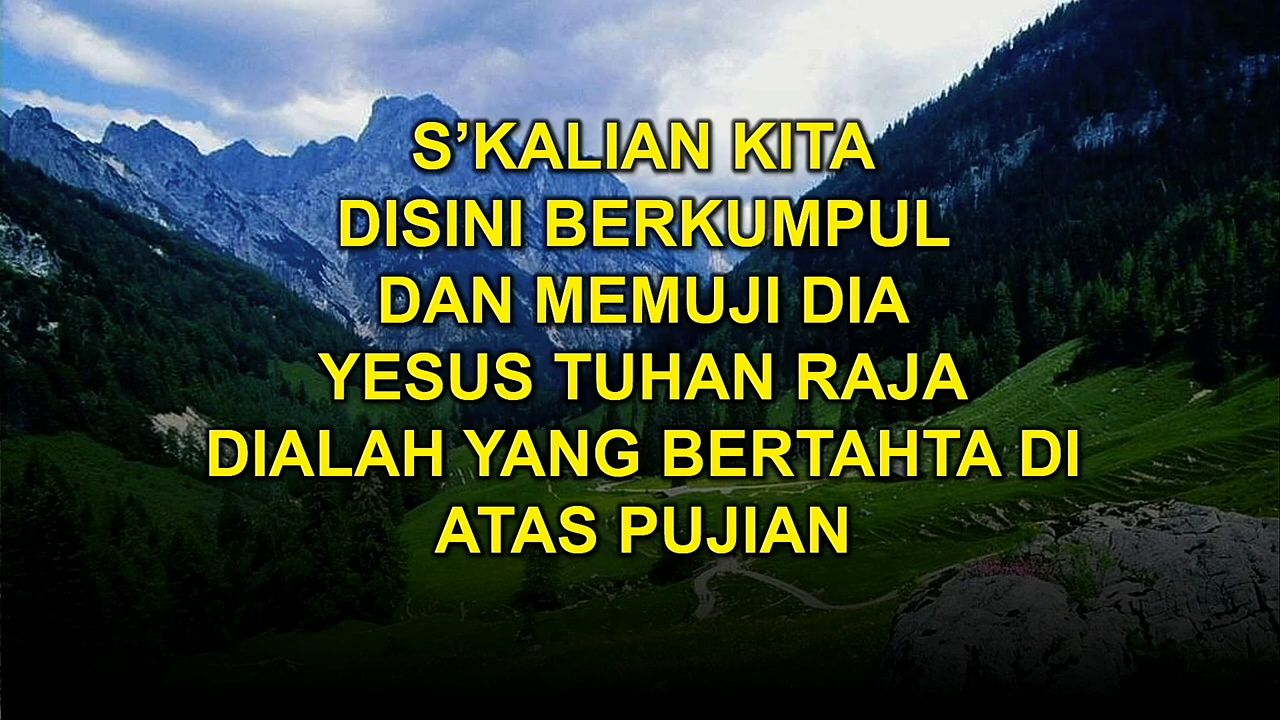 S’KALIAN KITA
DISINI BERKUMPUL
DAN MEMUJI DIA
YESUS TUHAN RAJA
DIALAH YANG BERTAHTA DI
ATAS PUJIAN